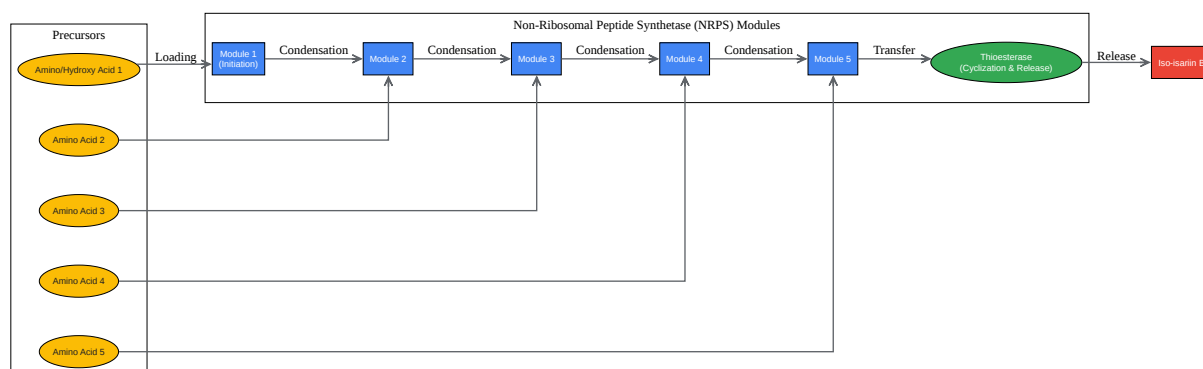 Non-Ribosomal Peptide Synthetase (NRPS) Modules
Precursors
Amino/Hydroxy Acid 1
Loading
Module 1
(Initiation)
Condensation
Module 2
Condensation
Module 3
Condensation
Module 4
Condensation
Module 5
Transfer
Thioesterase
(Cyclization & Release)
Release
Iso-isariin B
Amino Acid 2
Amino Acid 3
Amino Acid 4
Amino Acid 5